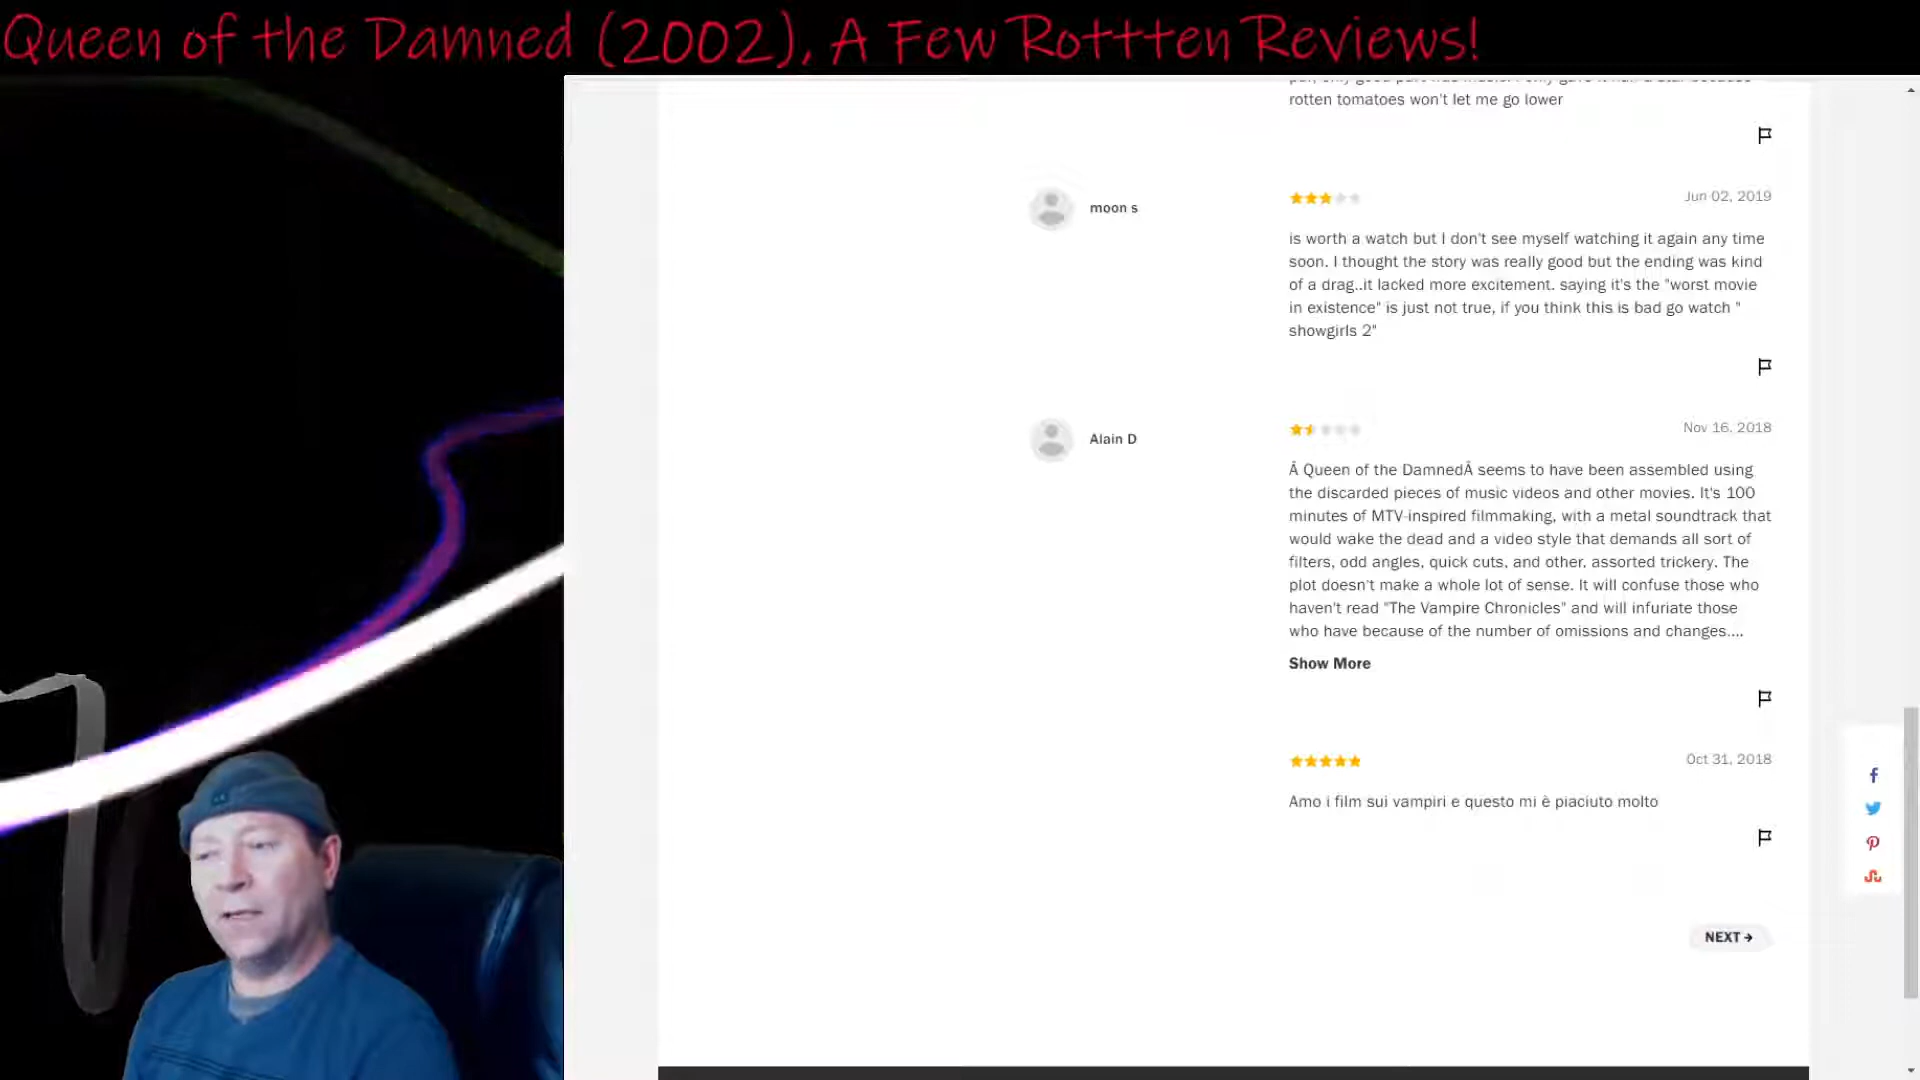 Queen of the Damned (2002), A Few Rottten Reviews!
rotten tomatoes won't let me go lower
moon s
Jun 02, 2019
is worth a watch but I don't see myself watching it again any time
soon. I thought the story was really good but the ending was kind
of a drag..it lacked more excitement. saying it's the "worst movie
in existence" is just not true, if you think this is bad go watch "
showgirls 2"
Alain D
Nov 16, 2018
Â Queen of the DamnedÂ seems to have been assembled using
the discarded pieces of music videos and other movies. It's 100
minutes of MTV-inspired filmmaking, with a metal soundtrack that
would wake the dead and a video style that demands all sort of
filters, odd angles, quick cuts, and other, assorted trickery. The
plot doesn't make a whole lot of sense. It will confuse those who
haven't read "The Vampire Chronicles" and will infuriate those
who have because of the number of omissions and changes....
Show More
Oct 31, 2018
Amo i film sui vampiri e questo mi è piaciuto molto
NEXT